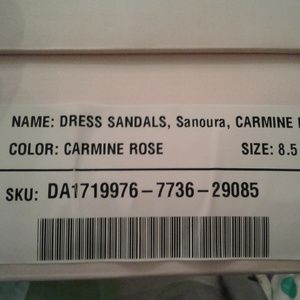 NAME: DRESS SANDALS, Sanoura, CARMINE
COLOR: CARMINE ROSE SIZE: 8.5
SKU: DA1719976-7736-29085